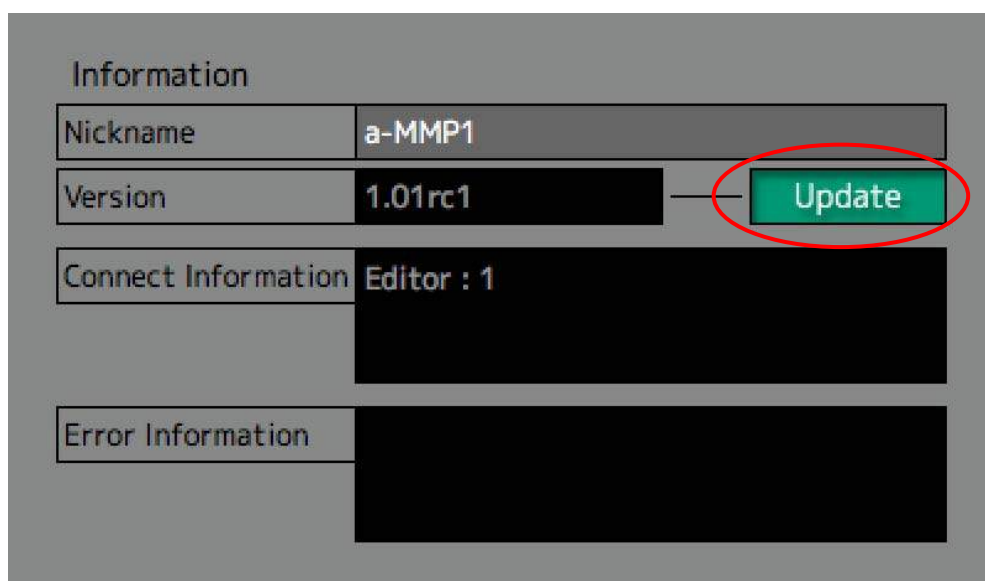 Information
Nickname a-MMP1
Version 1.01rc1 Update
Connect Information Editor : 1
Error Information